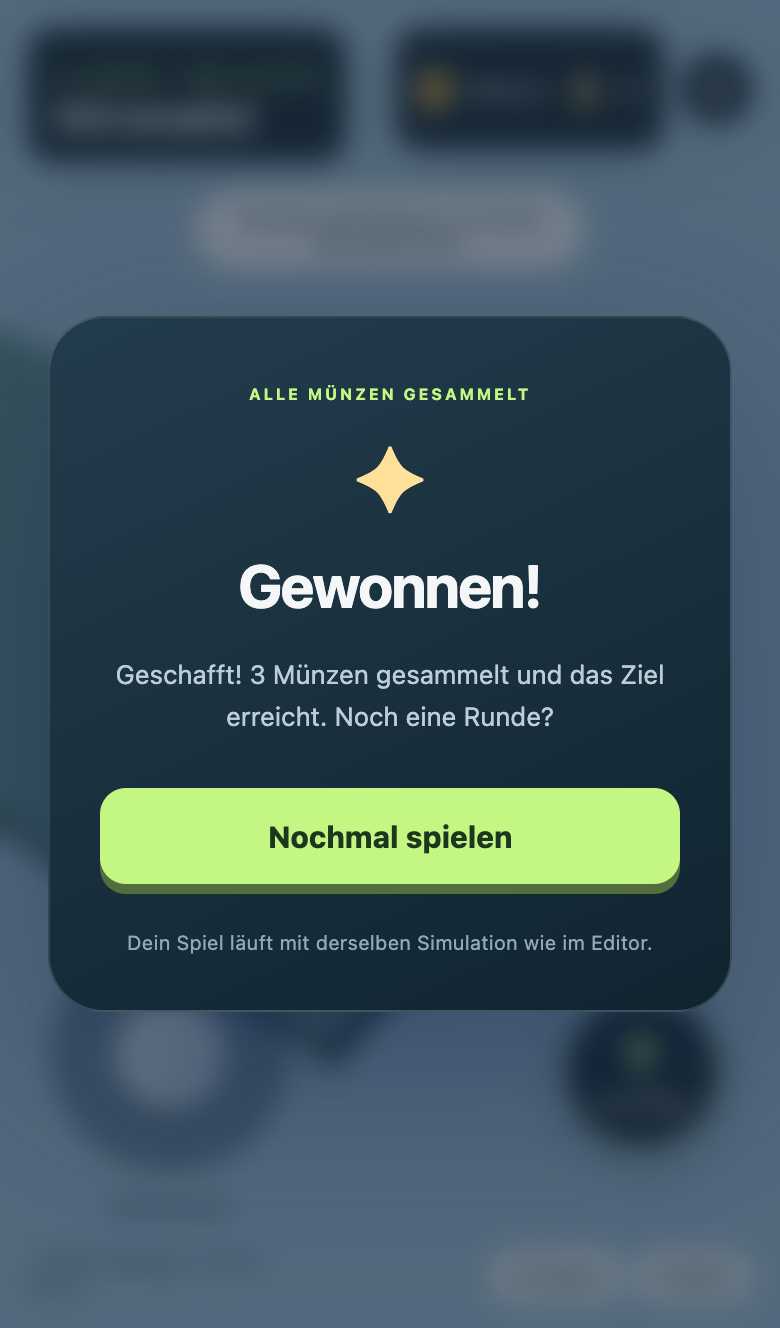 ALLE MÜNZEN GESAMMELT
Gewonnen!
Geschafft! 3 Münzen gesammelt und das Ziel
erreicht. Noch eine Runde?
Nochmal spielen
Dein Spiel läuft mit derselben Simulation wie im Editor.